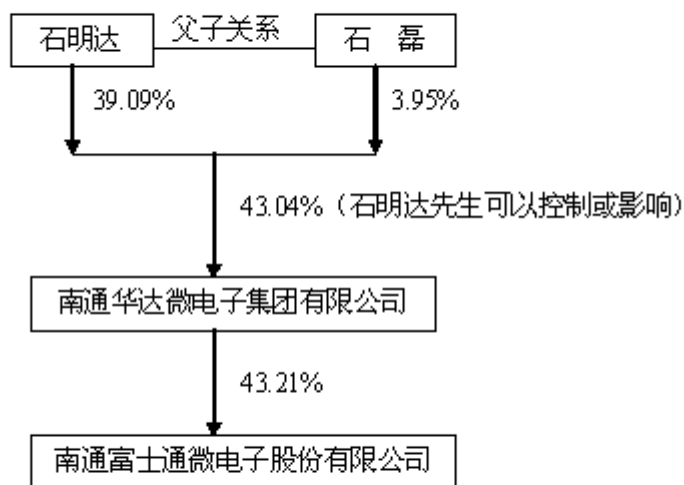 石明达
父子关系
石 磊
39.09%
3.95%
43.04%（石明达先生可以控制或影响）
南通华达微电子集团有限公司
43.21%
南通富士通微电子股份有限公司